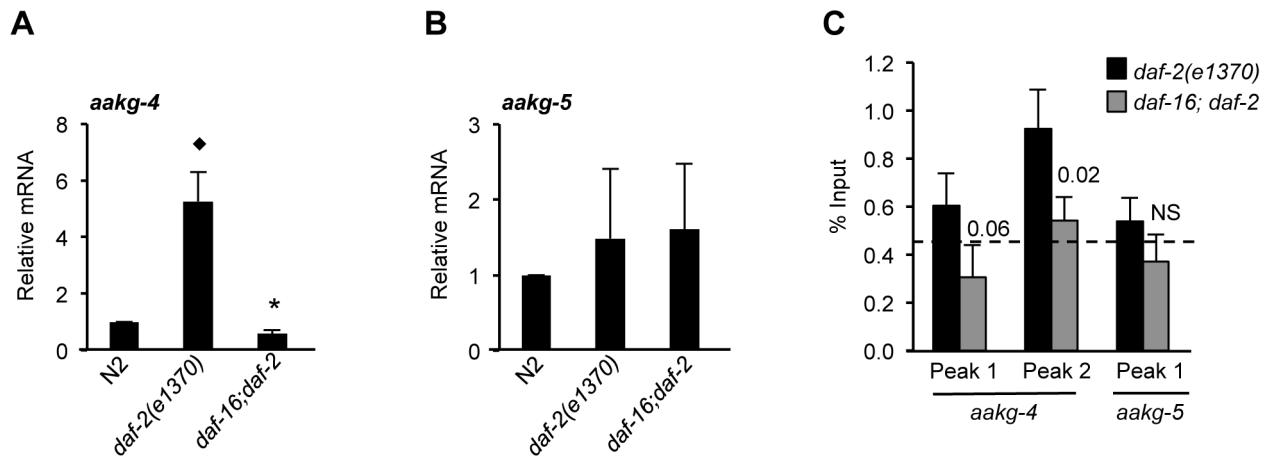 A
aakg-4
Relative mRNA
8
6
4
2
0
◆
*
N2
daf-2(e1370)
daf-16;daf-2
B
aakg-5
Relative mRNA
3
2
1
0
N2
daf-2(e1370)
daf-16;daf-2
C
daf-2(e1370)
daf-16; daf-2
% Input
1.2
1.0
0.8
0.6
0.4
0.2
0.0
0.06
0.02
NS
Peak 1 Peak 2 Peak 1
aakg-4 aakg-5